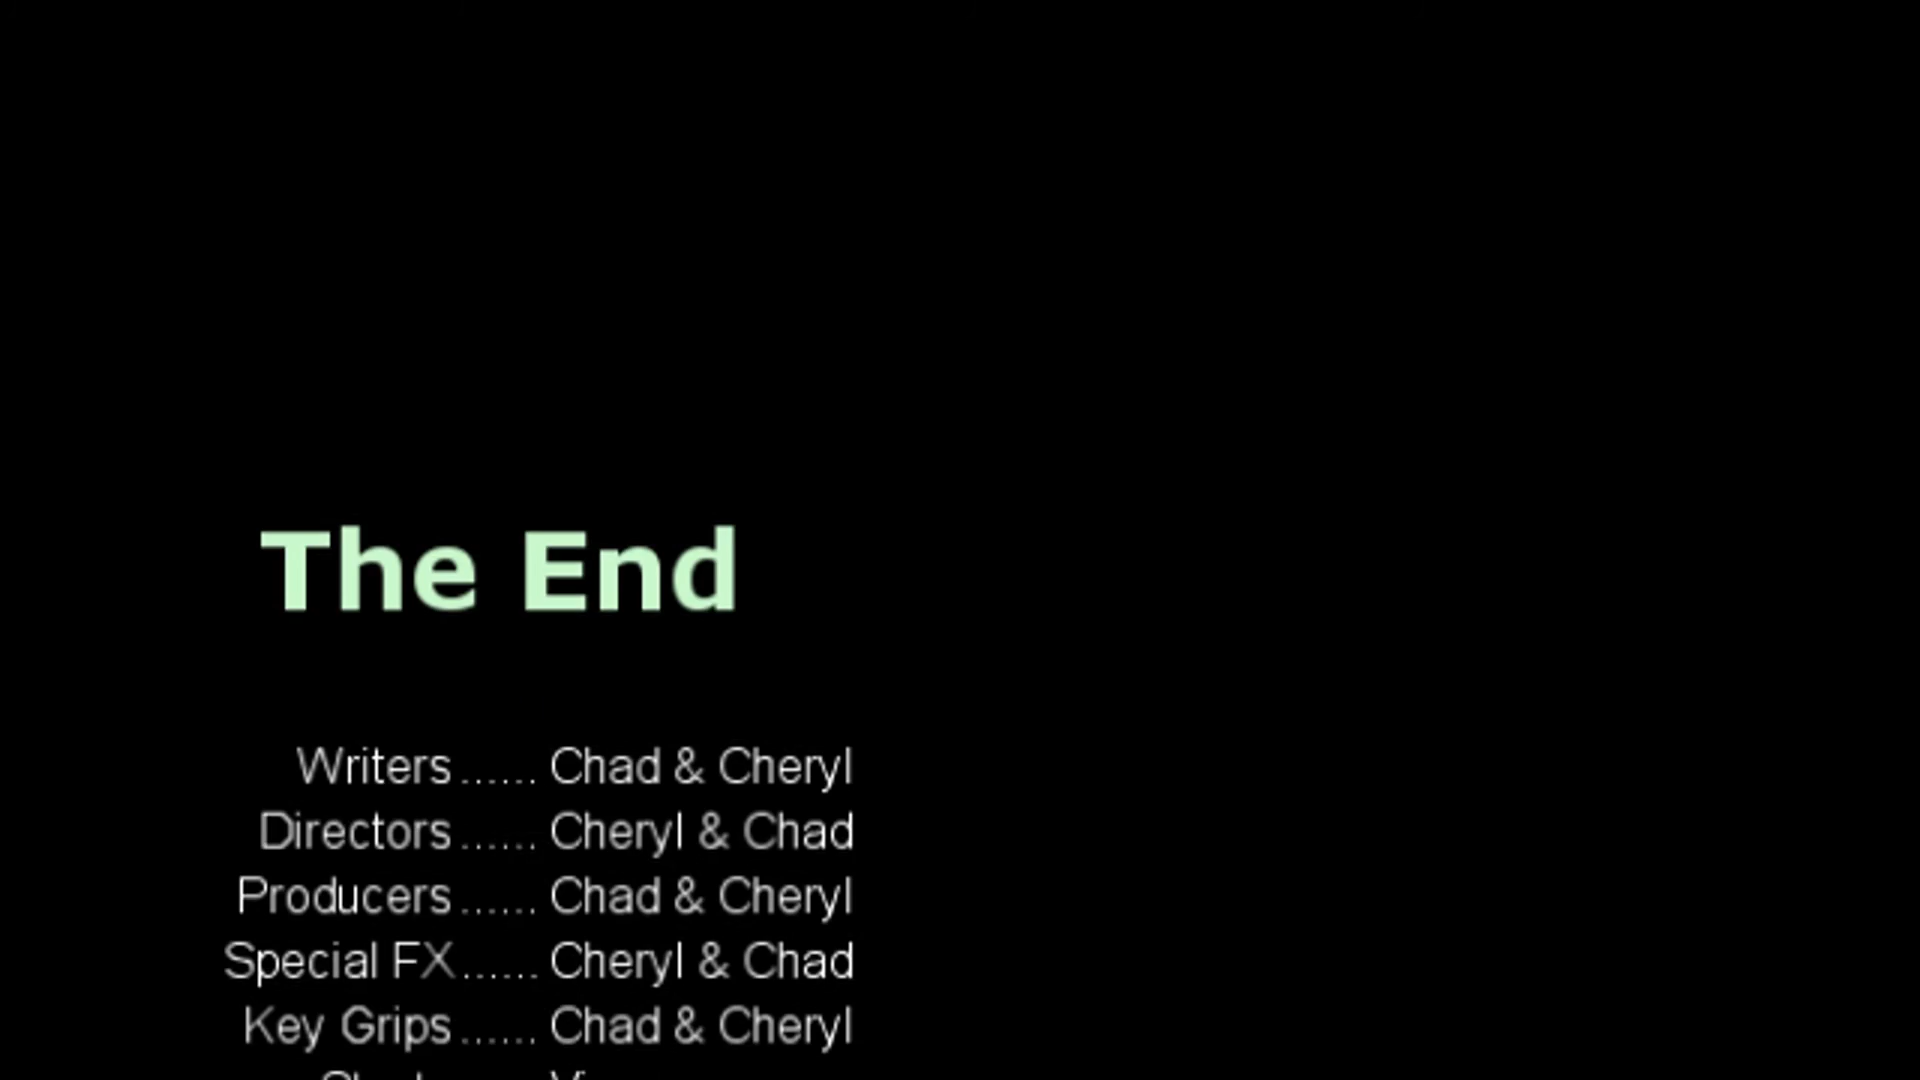 The End
Writers ...... Chad & Cheryl
Directors ...... Cheryl & Chad
Producers ...... Chad & Cheryl
Special FX ...... Cheryl & Chad
Key Grips ...... Chad & Cheryl